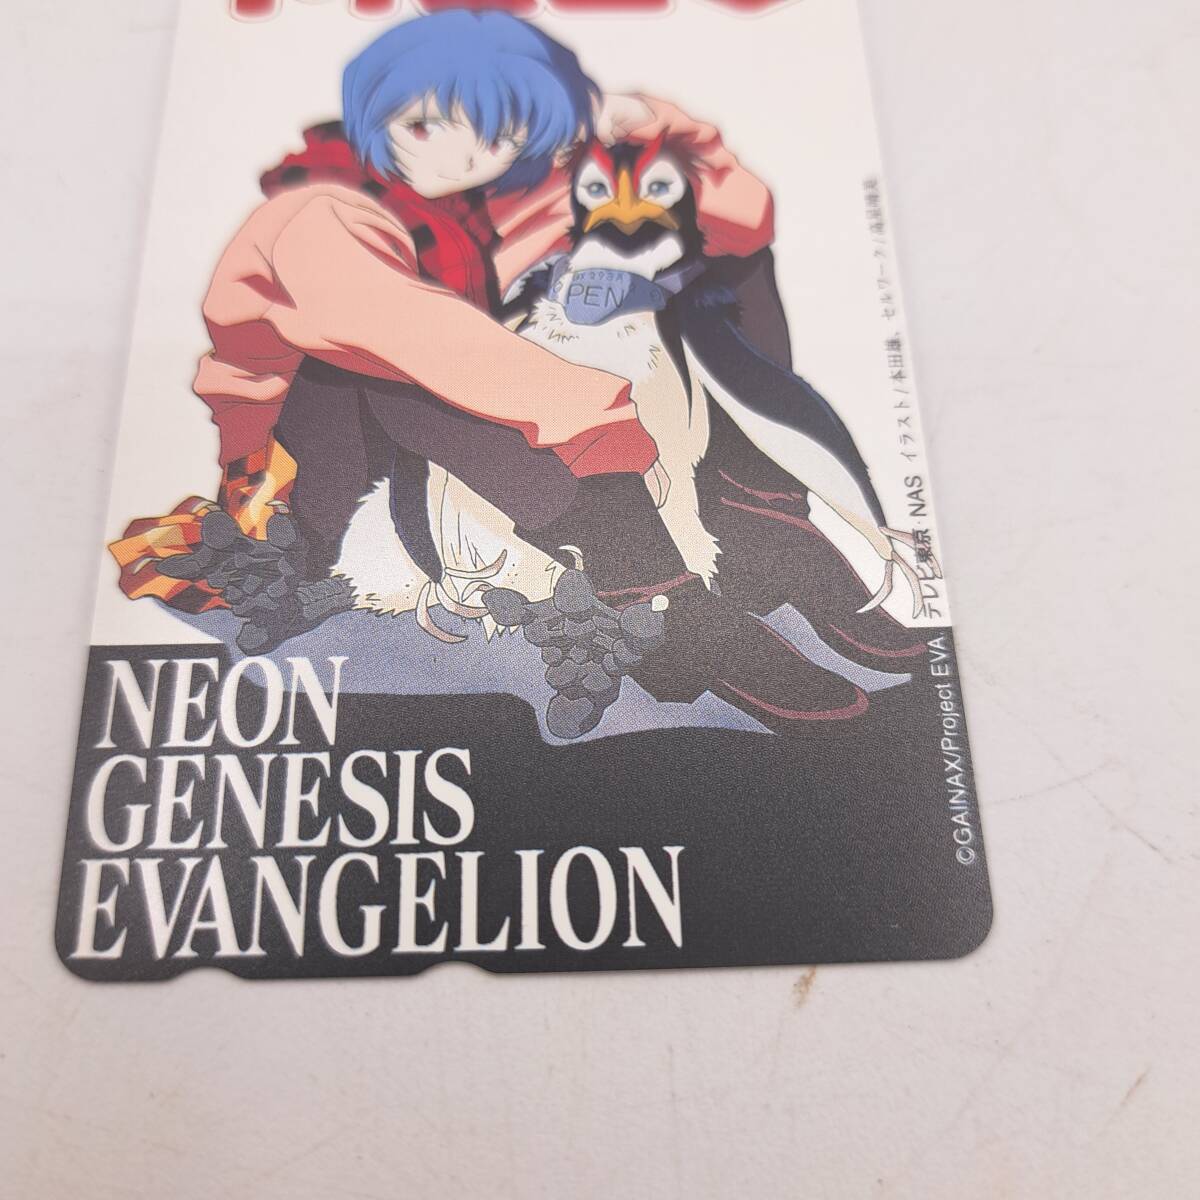 BX293A
PEN
NEON
GENESIS
EVANGELION
©GAINAX/Project EVA.
テレビ東京・NAS イラスト/本田雄、セルワーク/高星晴美